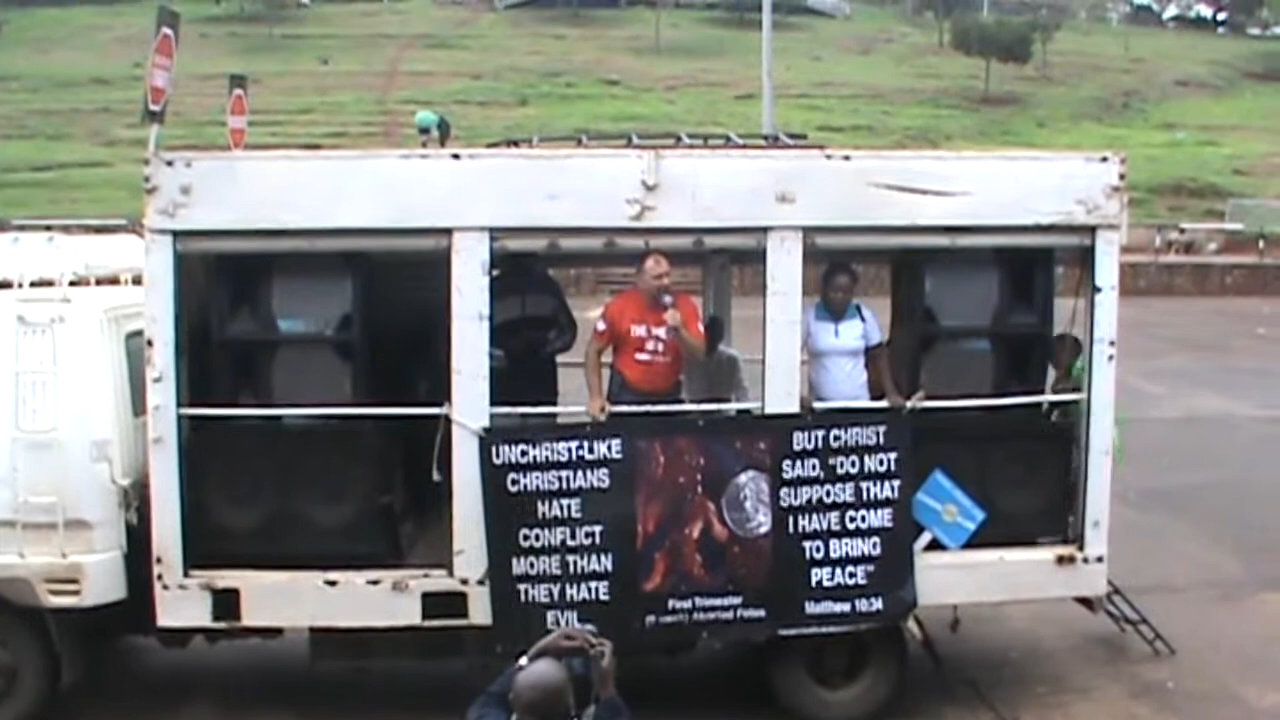 UNCHRIST-LIKE
CHRISTIANS
HATE
CONFLICT
MORE THAN
THEY HATE
EVIL
First Trimester
Aborted Fetus
BUT CHRIST
SAID, "DO NOT
SUPPOSE THAT
I HAVE COME
TO BRING
PEACE"
Matthew 10:34